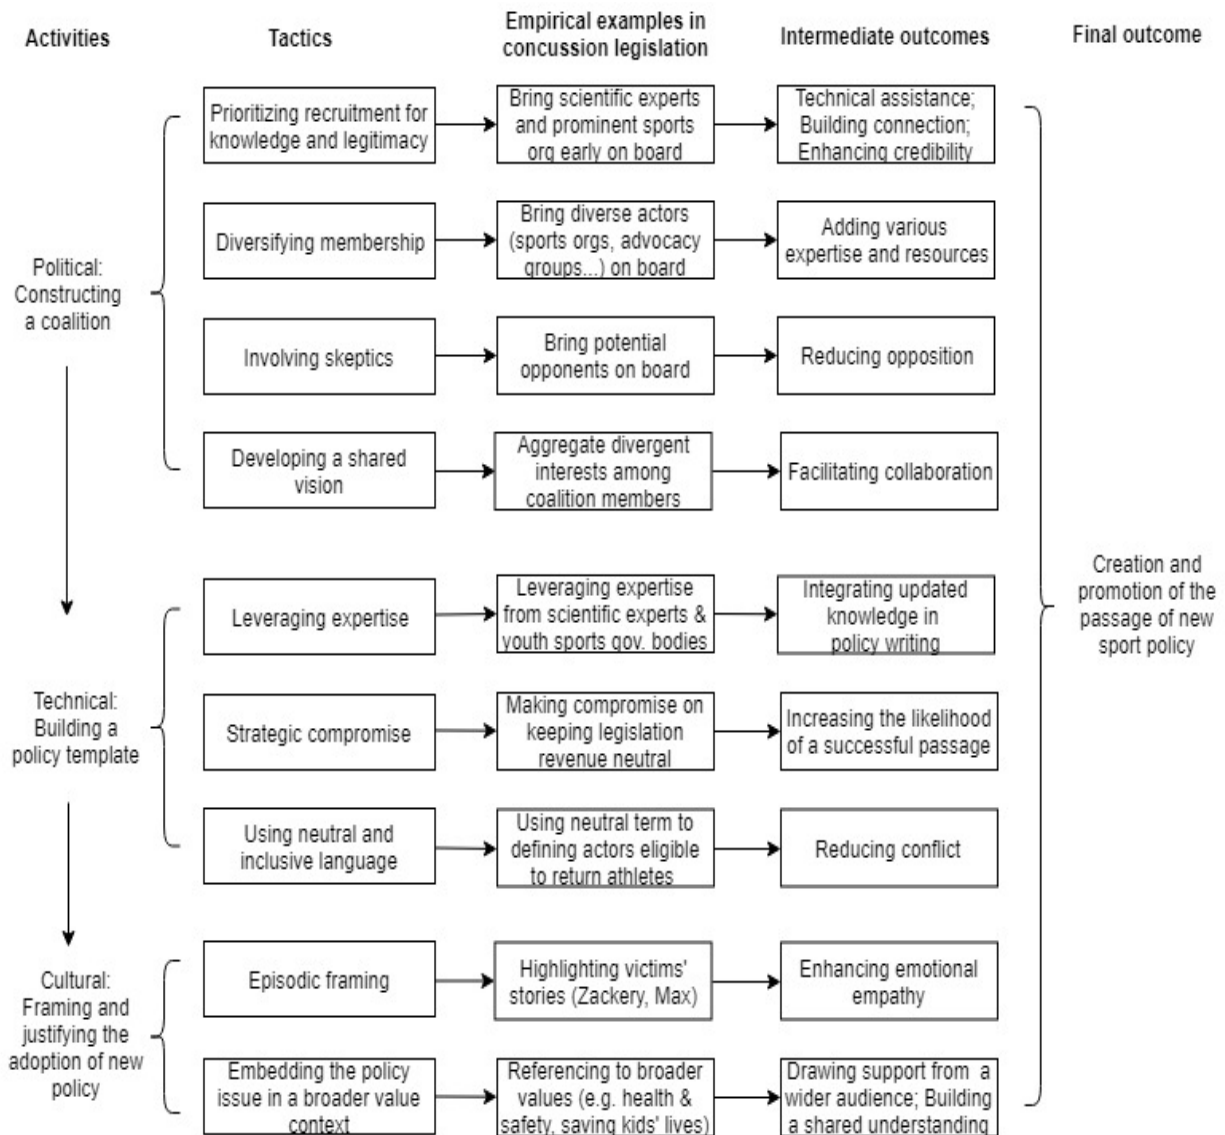 Activities
Tactics
Empirical examples in
concussion legislation
Intermediate outcomes
Final outcome
Political:
Constructing
a coalition
Prioritizing recruitment for
knowledge and legitimacy
Bring scientific experts
and prominent sports
org early on board
Technical assistance;
Building connection;
Enhancing credibility
Diversifying membership
Bring diverse actors
(sports orgs, advocacy
groups...) on board
Adding various
expertise and resources
Involving skeptics
Bring potential
opponents on board
Reducing opposition
Developing a shared
vision
Aggregate divergent
interests among
coalition members
Facilitating collaboration
Technical:
Building a
policy template
Leveraging expertise
Leveraging expertise
from scientific experts &
youth sports gov. bodies
Integrating updated
knowledge in
policy writing
Strategic compromise
Making compromise on
keeping legislation
revenue neutral
Increasing the likelihood
of a successful passage
Using neutral and
inclusive language
Using neutral term to
defining actors eligible
to return athletes
Reducing conflict
Cultural:
Framing and
justifying the
adoption of new
policy
Episodic framing
Highlighting victims'
stories (Zackery, Max)
Enhancing emotional
empathy
Embedding the policy
issue in a broader value
context
Referencing to broader
values (e.g. health &
safety, saving kids' lives)
Drawing support from a
wider audience; Building
a shared understanding
Creation and
promotion of the
passage of new
sport policy